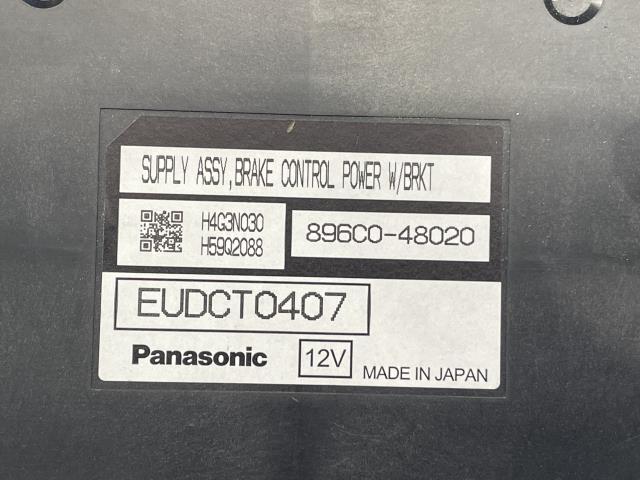 SUPPLY ASSY,BRAKE CONTROL POWER W/BRKT
H4G3N030
H59Q2088
896C0-48020
EUDCT0407
Panasonic
12V
MADE IN JAPAN